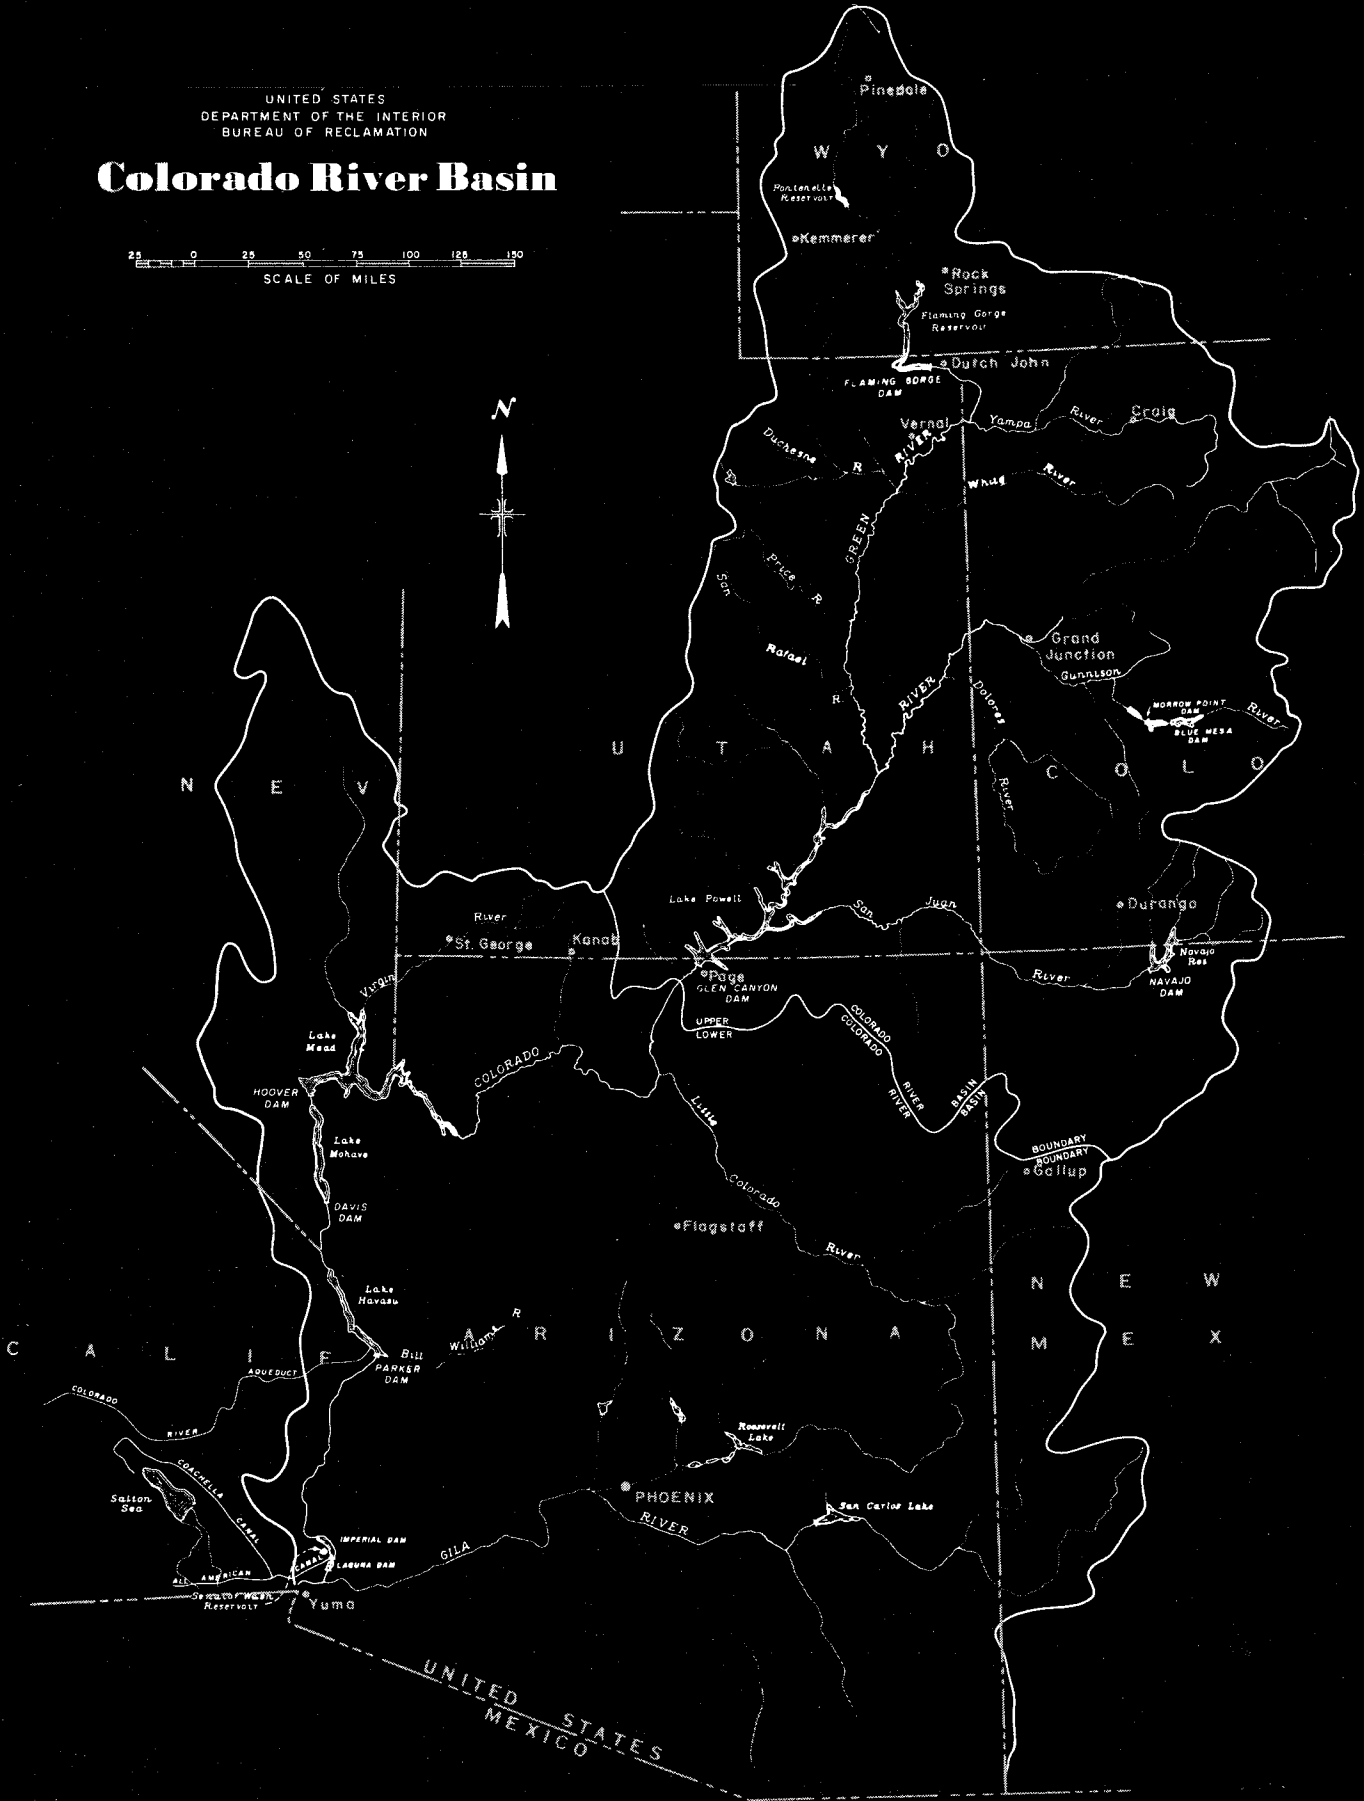 UNITED STATES
DEPARTMENT OF THE INTERIOR
BUREAU OF RECLAMATION
Colorado River Basin
25 0 25 50 75 100 125 150
SCALE OF MILES
N
Pinedale
W Y O
Fontenelle
Reservoir
Kemmerer
Rock
Springs
Flaming Gorge
Reservoir
Dutch John
FLAMING GORGE
DAM
Vernal
Yampa River
Craig
Duchesne R
GREEN RIVER
White River
Price R
San Rafael R.
Grand
Junction
Gunnison River
RIVER
Dolores River
MORROW POINT
DAM
BLUE MESA
DAM
U T A H
C O L O
N E V
Lake Powell
San Juan River
Durango
Navajo
Res
NAVAJO
DAM
River
St. George
Kanab
Virgin
Page
GLEN CANYON
DAM
UPPER
LOWER
COLORADO
COLORADO
RIVER
RIVER
BASIN
BASIN
BOUNDARY
BOUNDARY
Lake
Mead
COLORADO
HOOVER
DAM
Little Colorado River
Lake
Mohave
Gallup
DAVIS
DAM
Flagstaff
Lake
Havasu
N E W
M E X
C A L I F
A R I Z O N A
Bill Williams R
PARKER
DAM
COLORADO RIVER AQUEDUCT
Roosevelt
Lake
COACHELLA CANAL
Salton
Sea
PHOENIX
San Carlos Lake
GILA RIVER
IMPERIAL DAM
LAGUNA DAM
ALL AMERICAN CANAL
Senator Wash
Reservoir
Yuma
UNITED STATES
MEXICO